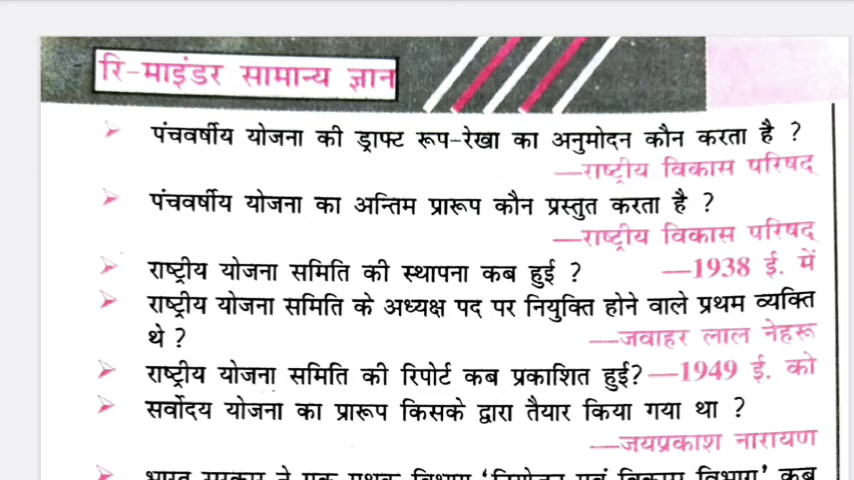 रि-माइंडर सामान्य ज्ञान
पंचवर्षीय योजना की ड्राफ्ट रूप-रेखा का अनुमोदन कौन करता है ?
—राष्ट्रीय विकास परिषद
पंचवर्षीय योजना का अन्तिम प्रारूप कौन प्रस्तुत करता है ?
—राष्ट्रीय विकास परिषद
राष्ट्रीय योजना समिति की स्थापना कब हुई ? —1938 ई. में
राष्ट्रीय योजना समिति के अध्यक्ष पद पर नियुक्ति होने वाले प्रथम व्यक्ति
थे ? —जवाहर लाल नेहरू
राष्ट्रीय योजना समिति की रिपोर्ट कब प्रकाशित हुई? —1949 ई. को
सर्वोदय योजना का प्रारूप किसके द्वारा तैयार किया गया था ?
—जयप्रकाश नारायण
भारत सरकार ने एक पृथक विभाग ‘नियोजन एवं विकास विभाग’ कब